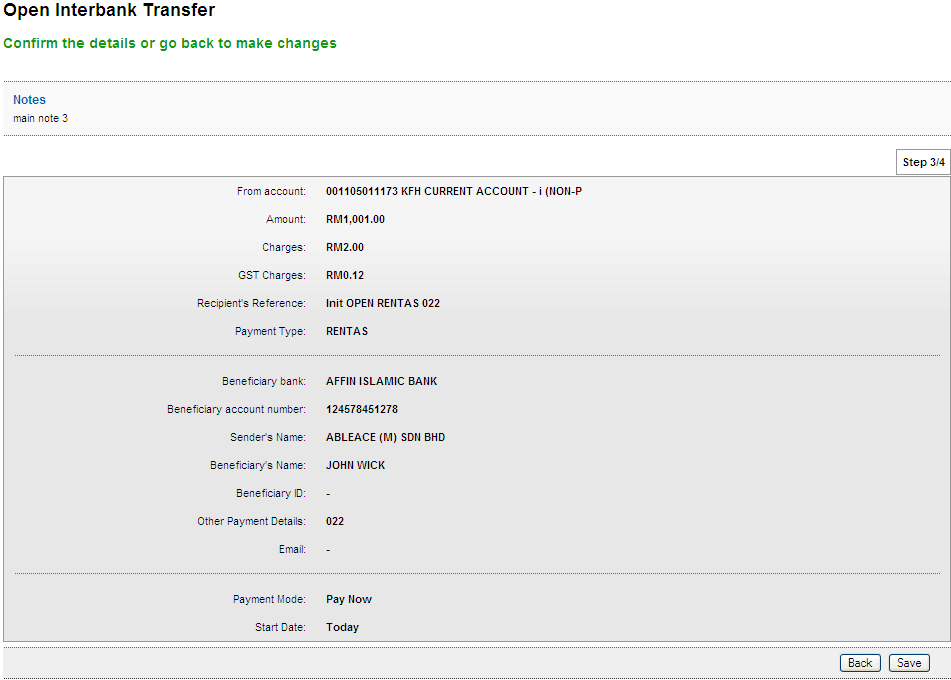 Open Interbank Transfer
Confirm the details or go back to make changes
Notes
main note 3
Step 3/4
From account: 001105011173 KFH CURRENT ACCOUNT - i (NON-P
Amount: RM1,001.00
Charges: RM2.00
GST Charges: RM0.12
Recipient's Reference: Init OPEN RENTAS 022
Payment Type: RENTAS
Beneficiary bank: AFFIN ISLAMIC BANK
Beneficiary account number: 124578451278
Sender's Name: ABLEACE (M) SDN BHD
Beneficiary's Name: JOHN WICK
Beneficiary ID: -
Other Payment Details: 022
Email: -
Payment Mode: Pay Now
Start Date: Today
Back Save